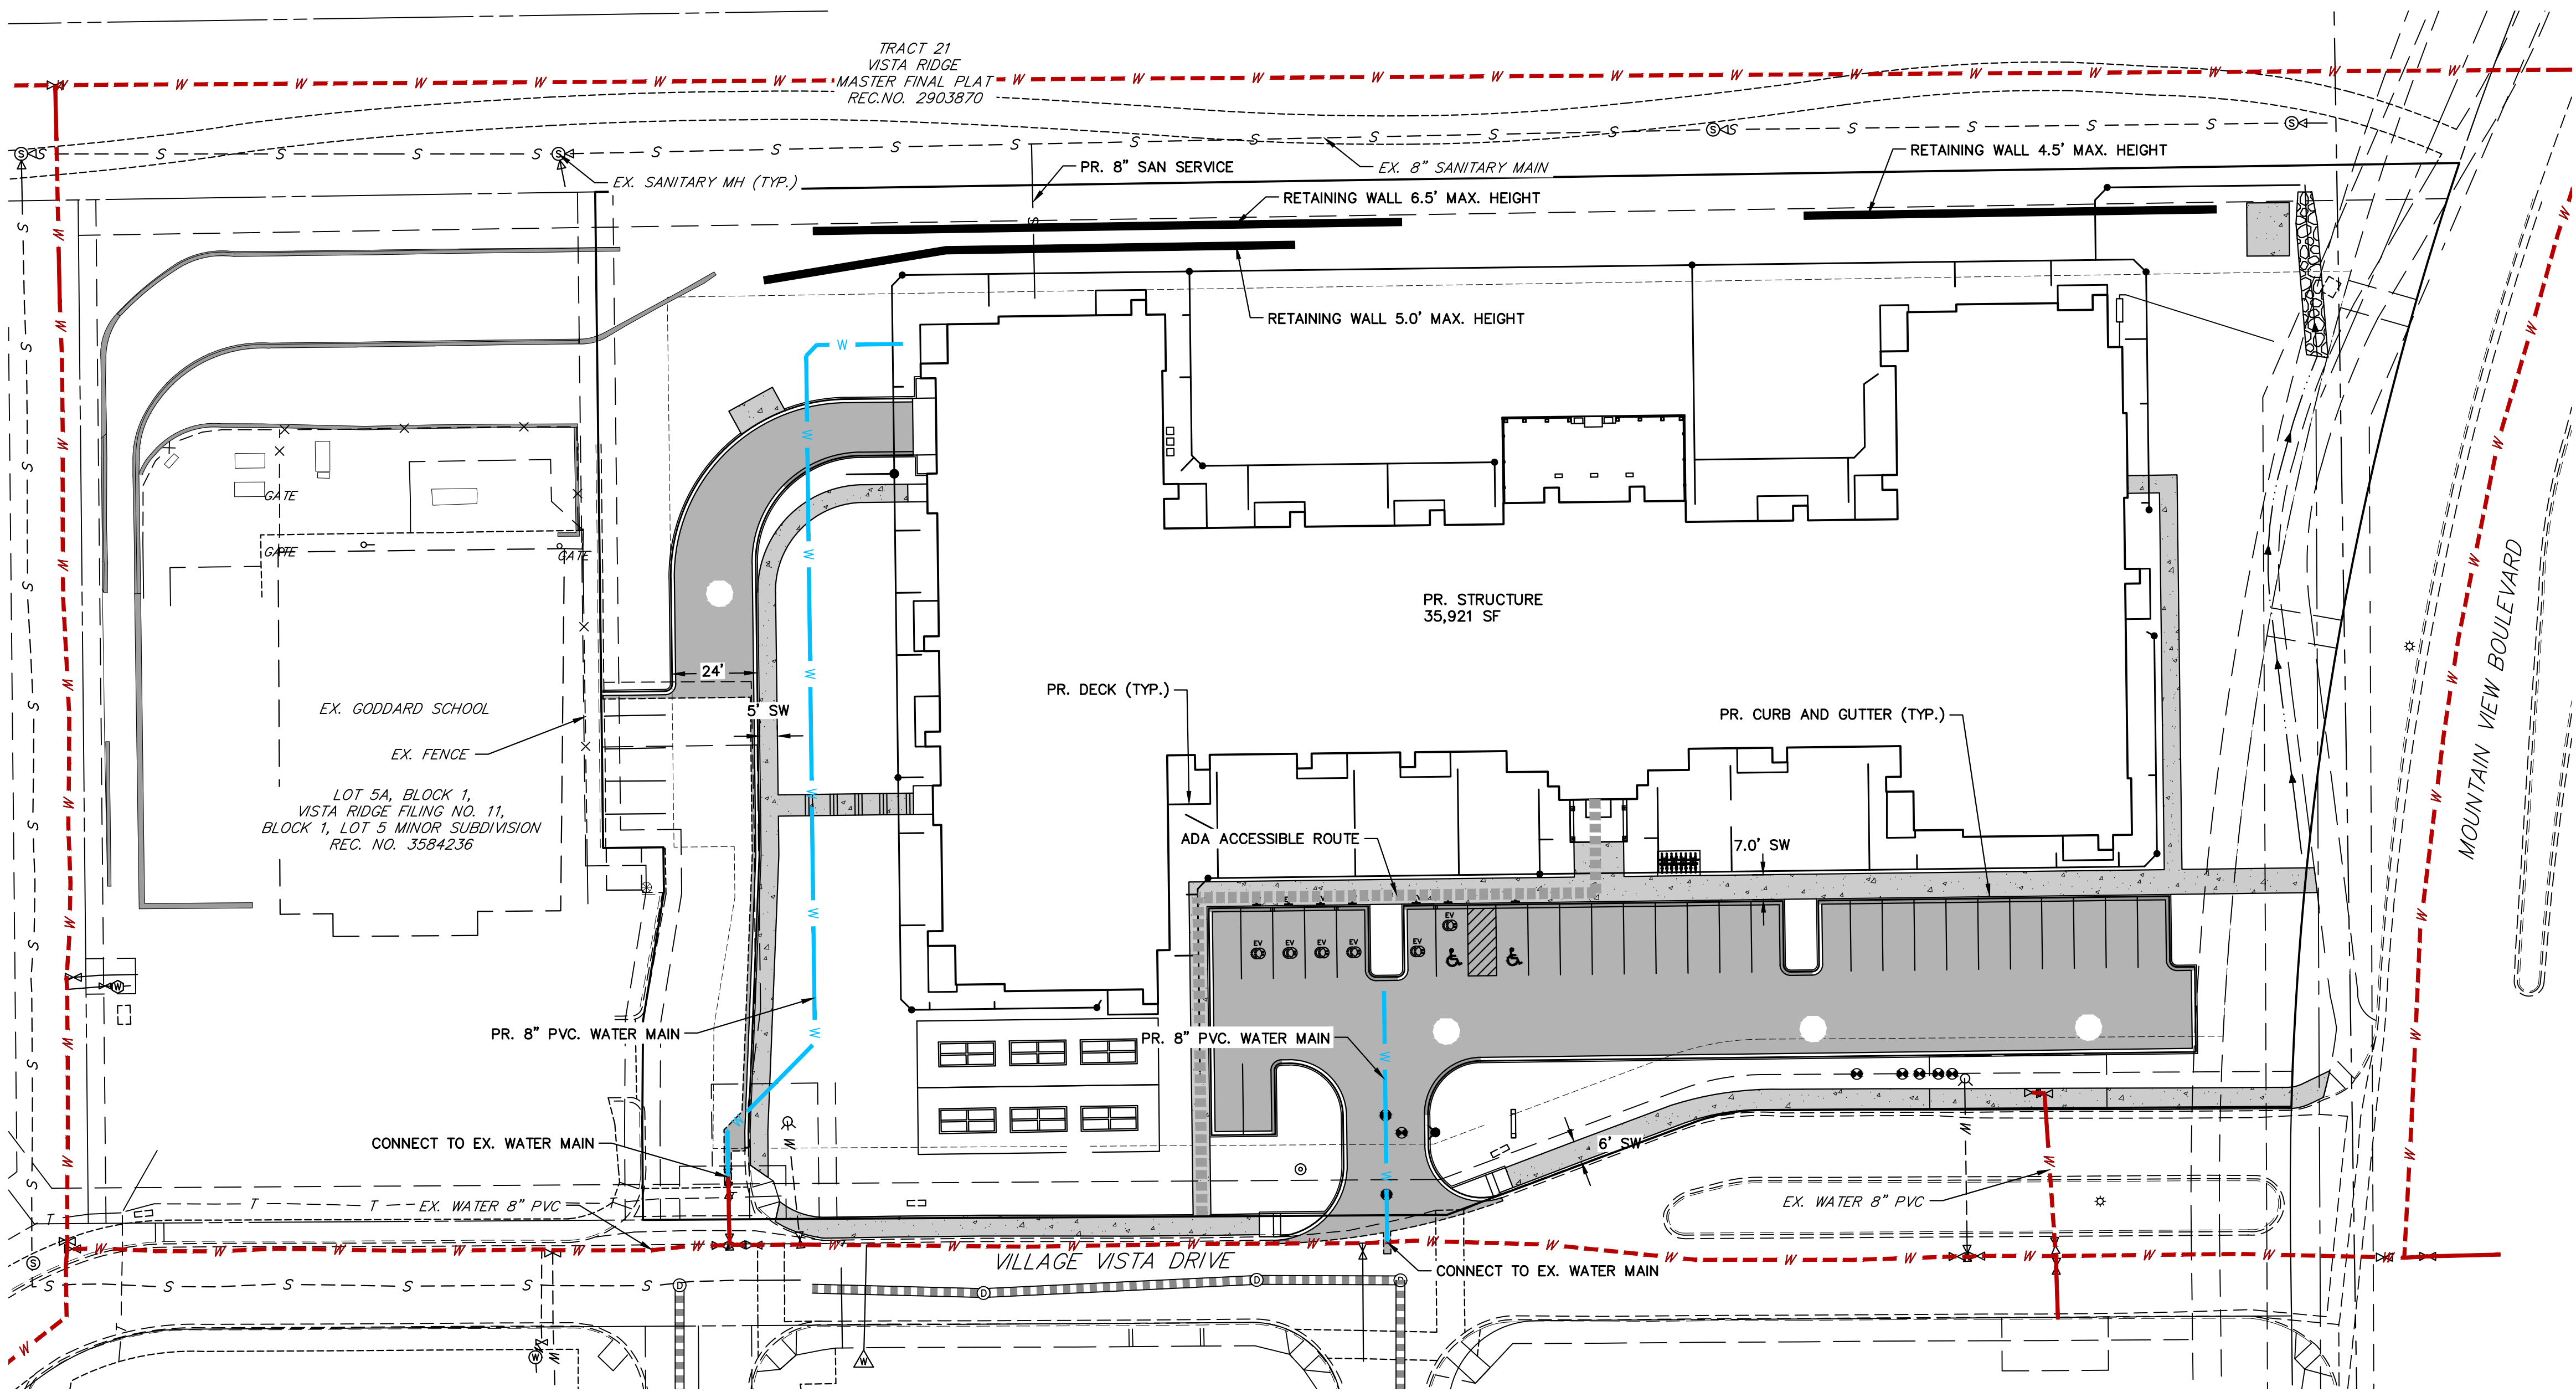 TRACT 21
VISTA RIDGE
MASTER FINAL PLAT
REC.NO. 2903870
EX. SANITARY MH (TYP.)
PR. 8" SAN SERVICE
EX. 8" SANITARY MAIN
RETAINING WALL 4.5' MAX. HEIGHT
RETAINING WALL 6.5' MAX. HEIGHT
RETAINING WALL 5.0' MAX. HEIGHT
GATE
GATE
GATE
PR. STRUCTURE
35,921 SF
MOUNTAIN VIEW BOULEVARD
24'
5' SW
EX. GODDARD SCHOOL
EX. FENCE
PR. DECK (TYP.)
PR. CURB AND GUTTER (TYP.)
LOT 5A, BLOCK 1,
VISTA RIDGE FILING NO. 11,
BLOCK 1, LOT 5 MINOR SUBDIVISION
REC. NO. 3584236
ADA ACCESSIBLE ROUTE
7.0' SW
EV
EV
EV
EV
EV
EV
PR. 8" PVC. WATER MAIN
PR. 8" PVC. WATER MAIN
CONNECT TO EX. WATER MAIN
6' SW
EX. WATER 8" PVC
EX. WATER 8" PVC
VILLAGE VISTA DRIVE
CONNECT TO EX. WATER MAIN